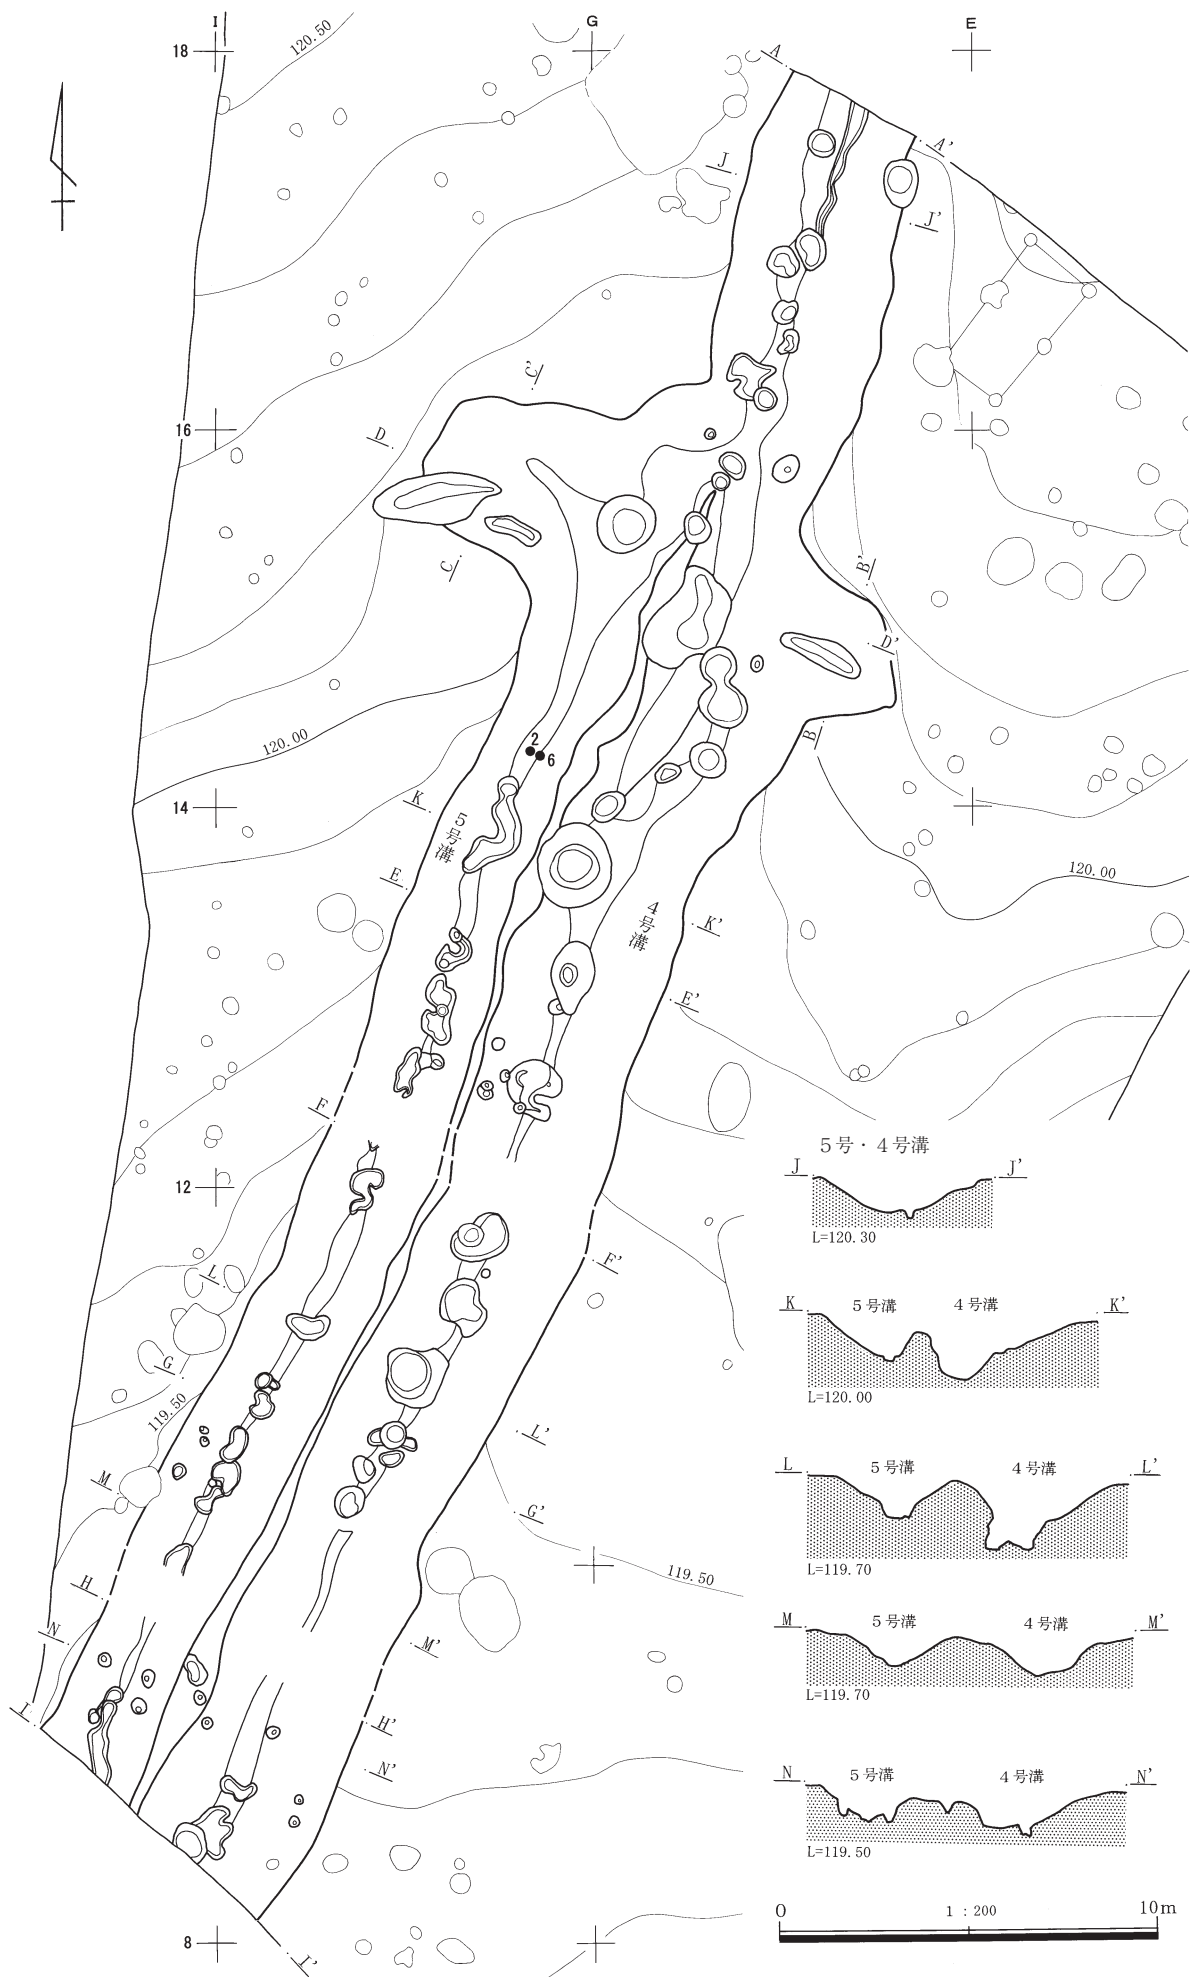 I
G
E
18
120.50
A
A'
J
J'
C'
D
16
C
B'
D'
B
120.00
2
6
14
K
5号溝
E
120.00
4号溝
K'
E'
F
12
F'
L
G
119.50
L'
M
G'
119.50
H
N
M'
I
H'
N'
8
I'
5号・4号溝
J
J'
L=120.30
K
5号溝
4号溝
K'
L=120.00
L
5号溝
4号溝
L'
L=119.70
M
5号溝
4号溝
M'
L=119.70
N
5号溝
4号溝
N'
L=119.50
0
1 : 200
10m